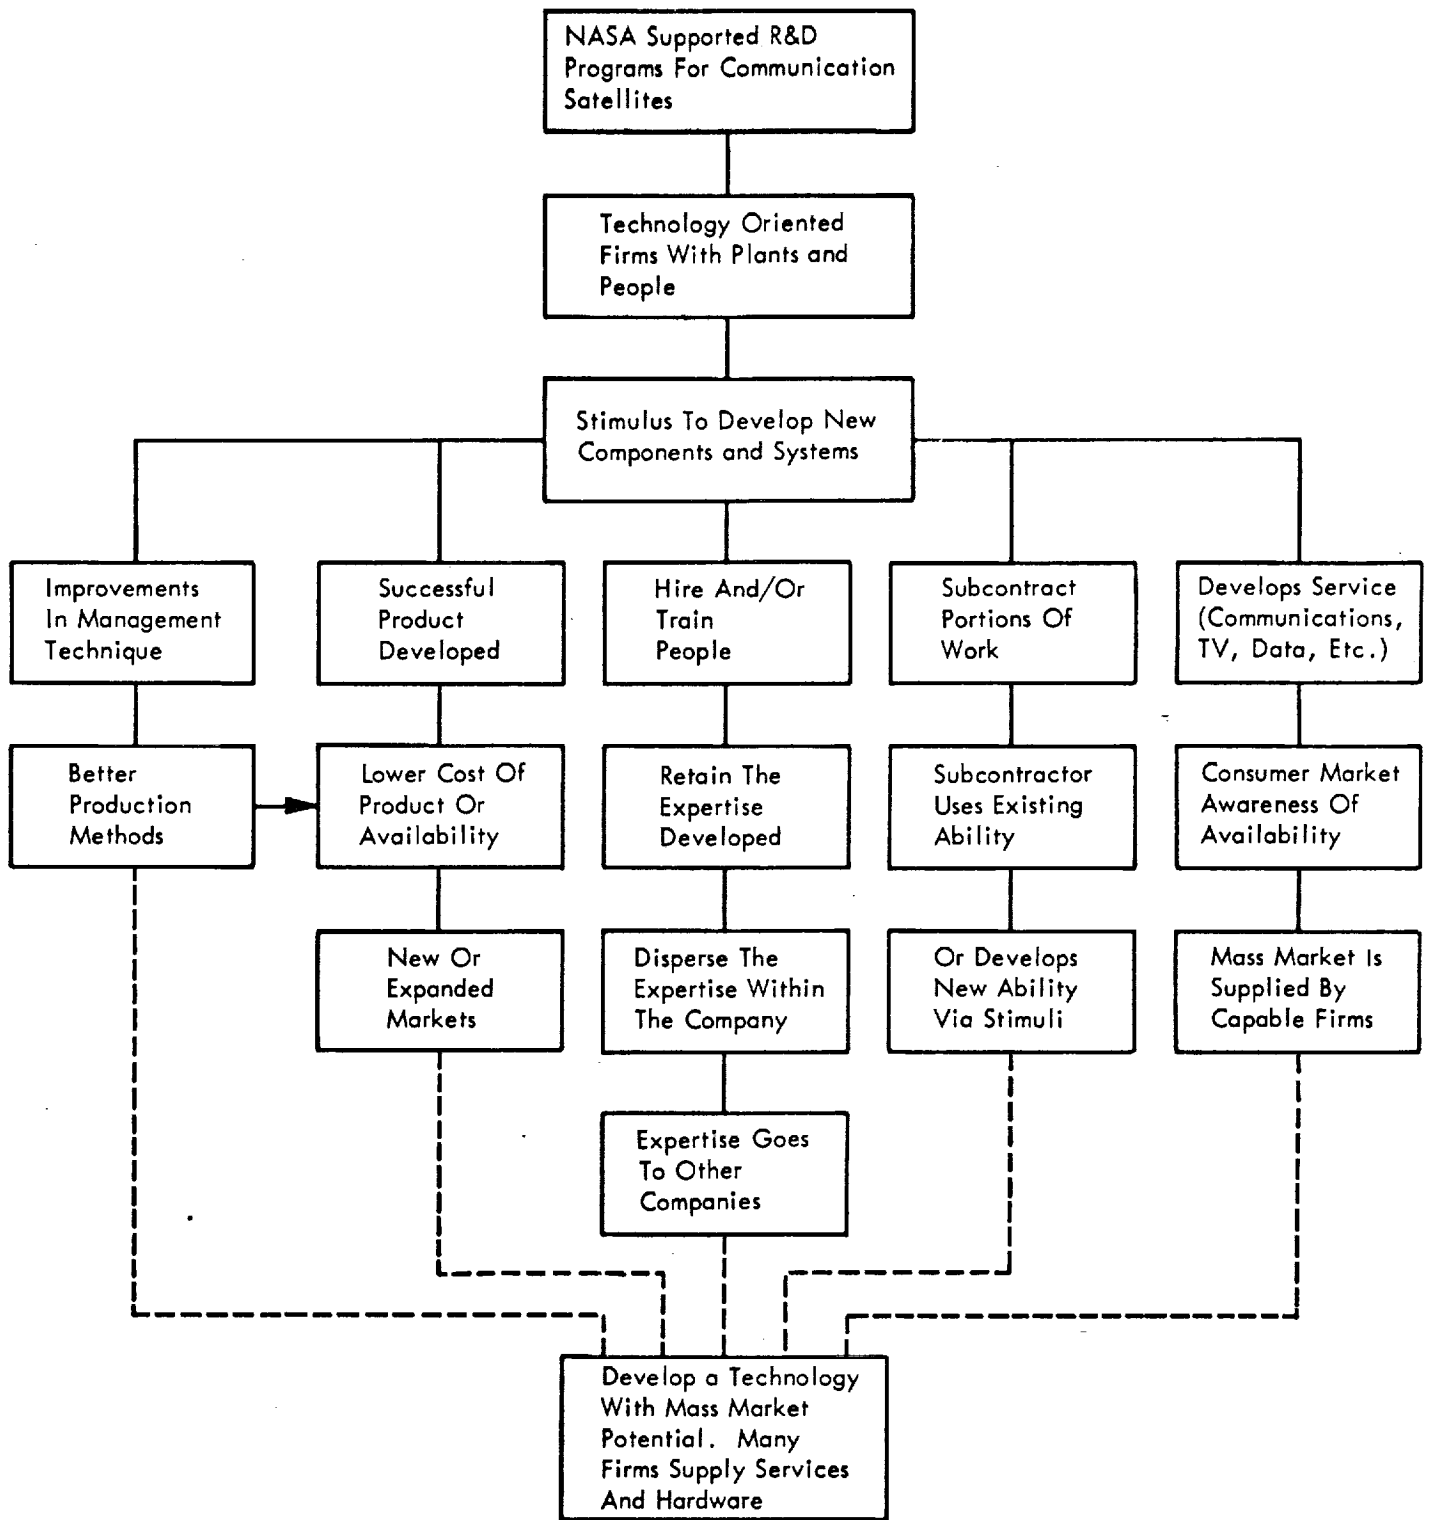 NASA Supported R&D
Programs For Communication
Satellites
Technology Oriented
Firms With Plants and
People
Stimulus To Develop New
Components and Systems
Improvements
In Management
Technique
Successful
Product
Developed
Hire And/Or
Train
People
Subcontract
Portions Of
Work
Develops Service
(Communications,
TV, Data, Etc.)
Better
Production
Methods
Lower Cost Of
Product Or
Availability
Retain The
Expertise
Developed
Subcontractor
Uses Existing
Ability
Consumer Market
Awareness Of
Availability
New Or
Expanded
Markets
Disperse The
Expertise Within
The Company
Or Develops
New Ability
Via Stimuli
Mass Market Is
Supplied By
Capable Firms
Expertise Goes
To Other
Companies
Develop a Technology
With Mass Market
Potential. Many
Firms Supply Services
And Hardware